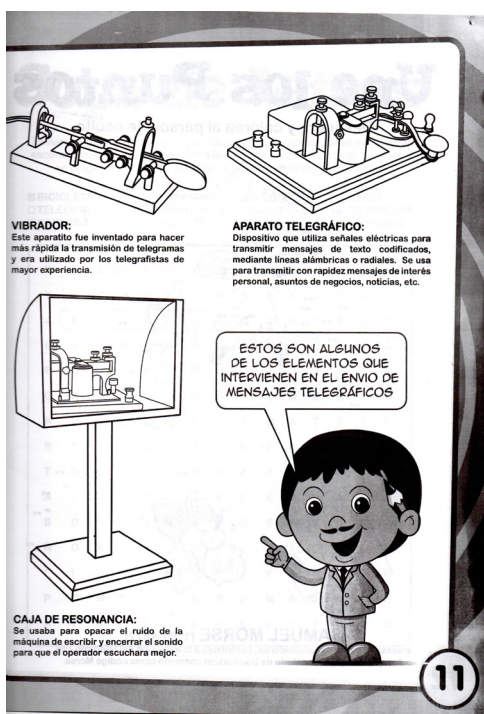 VIBRADOR:
Este aparatito fue inventado para hacer
más rápida la transmisión de telegramas
y era utilizado por los telegrafistas de
mayor experiencia.
APARATO TELEGRÁFICO:
Dispositivo que utiliza señales eléctricas para
transmitir mensajes de texto codificados,
mediante líneas alámbricas o radiales. Se usa
para transmitir con rapidez mensajes de interés
personal, asuntos de negocios, noticias, etc.
ESTOS SON ALGUNOS
DE LOS ELEMENTOS QUE
INTERVIENEN EN EL ENVIO DE
MENSAJES TELEGRÁFICOS
CAJA DE RESONANCIA:
Se usaba para opacar el ruido de la
máquina de escribir y encerrar el sonido
para que el operador escuchara mejor.
11